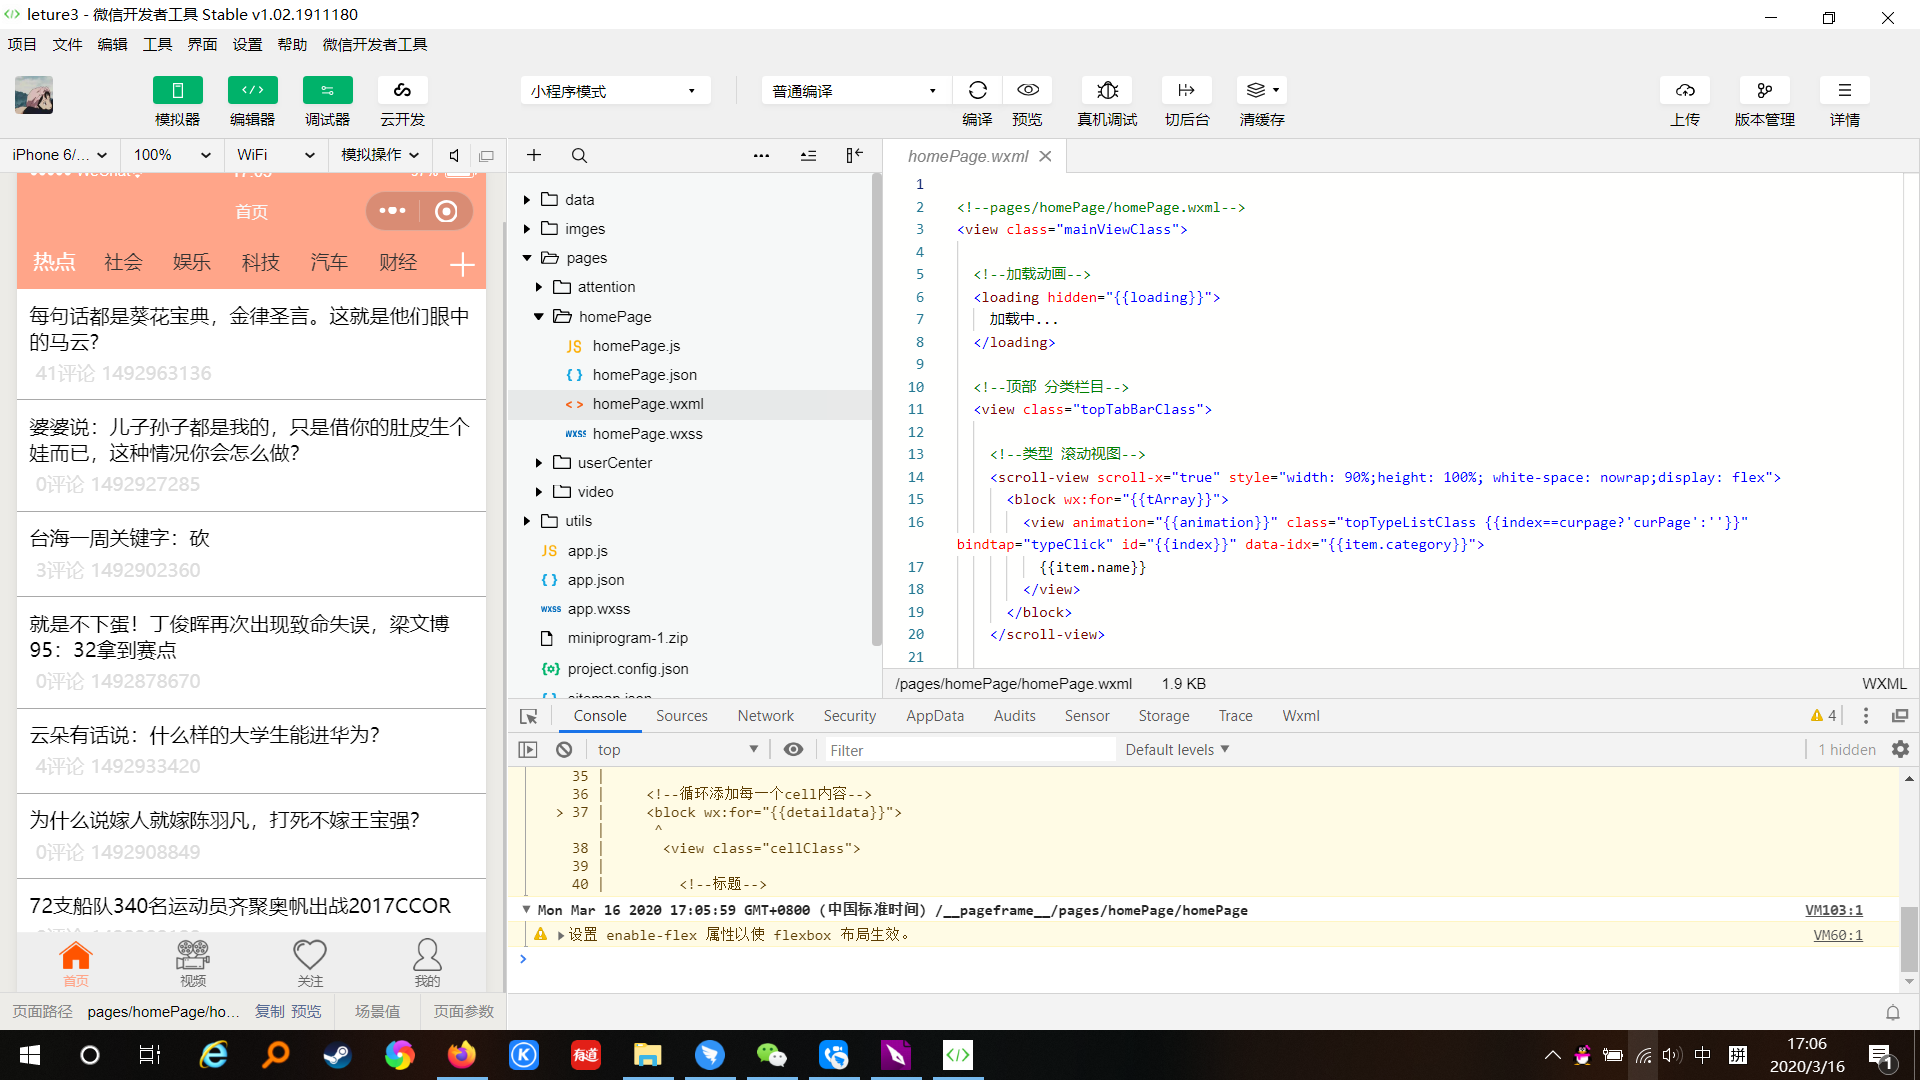 leture3 - 微信开发者工具 Stable v1.02.1911180
项目 文件 编辑 工具 界面 设置 帮助 微信开发者工具
小程序模式
普通编译
模拟器 编辑器 调试器 云开发 编译 预览 真机调试 切后台 清缓存 上传 版本管理 详情
iPhone 6/... 100% WiFi 模拟操作
首页
热点 社会 娱乐 科技 汽车 财经
每句话都是葵花宝典，金律圣言。这就是他们眼中
的马云？
41评论 1492963136
婆婆说：儿子孙子都是我的，只是借你的肚皮生个
娃而已，这种情况你会怎么做？
0评论 1492927285
台海一周关键字：砍
3评论 1492902360
就是不下蛋！丁俊晖再次出现致命失误，梁文博
95：32拿到赛点
0评论 1492878670
云朵有话说：什么样的大学生能进华为？
4评论 1492933420
为什么说嫁人就嫁陈羽凡，打死不嫁王宝强？
0评论 1492908849
72支船队340名运动员齐聚奥帆出战2017CCOR
首页 视频 关注 我的
页面路径 pages/homePage/ho... 复制 预览 场景值 页面参数
data
imges
pages
attention
homePage
JS homePage.js
{ } homePage.json
< > homePage.wxml
WXSS homePage.wxss
userCenter
video
utils
JS app.js
{ } app.json
WXSS app.wxss
miniprogram-1.zip
project.config.json
sitemap.json
homePage.wxml
1
2 <!--pages/homePage/homePage.wxml-->
3 <view class="mainViewClass">
4
5 <!--加载动画-->
6 <loading hidden="{{loading}}">
7 加载中...
8 </loading>
9
10 <!--顶部 分类栏目-->
11 <view class="topTabBarClass">
12
13 <!--类型 滚动视图-->
14 <scroll-view scroll-x="true" style="width: 90%;height: 100%; white-space: nowrap;display: flex">
15 <block wx:for="{{tArray}}">
16 <view animation="{{animation}}" class="topTypeListClass {{index==curpage?'curPage':''}}"
bindtap="typeClick" id="{{index}}" data-idx="{{item.category}}">
17 {{item.name}}
18 </view>
19 </block>
20 </scroll-view>
21
/pages/homePage/homePage.wxml 1.9 KB WXML
Console Sources Network Security AppData Audits Sensor Storage Trace Wxml 4
top Filter Default levels 1 hidden
35 |
36 | <!--循环添加每一个cell内容-->
> 37 | <block wx:for="{{detaildata}}">
| ^
38 | <view class="cellClass">
39 |
40 | <!--标题-->
Mon Mar 16 2020 17:05:59 GMT+0800 (中国标准时间) /__pageframe__/pages/homePage/homePage VM103:1
设置 enable-flex 属性以使 flexbox 布局生效。 VM60:1
>
有道
中 拼
17:06
2020/3/16
1